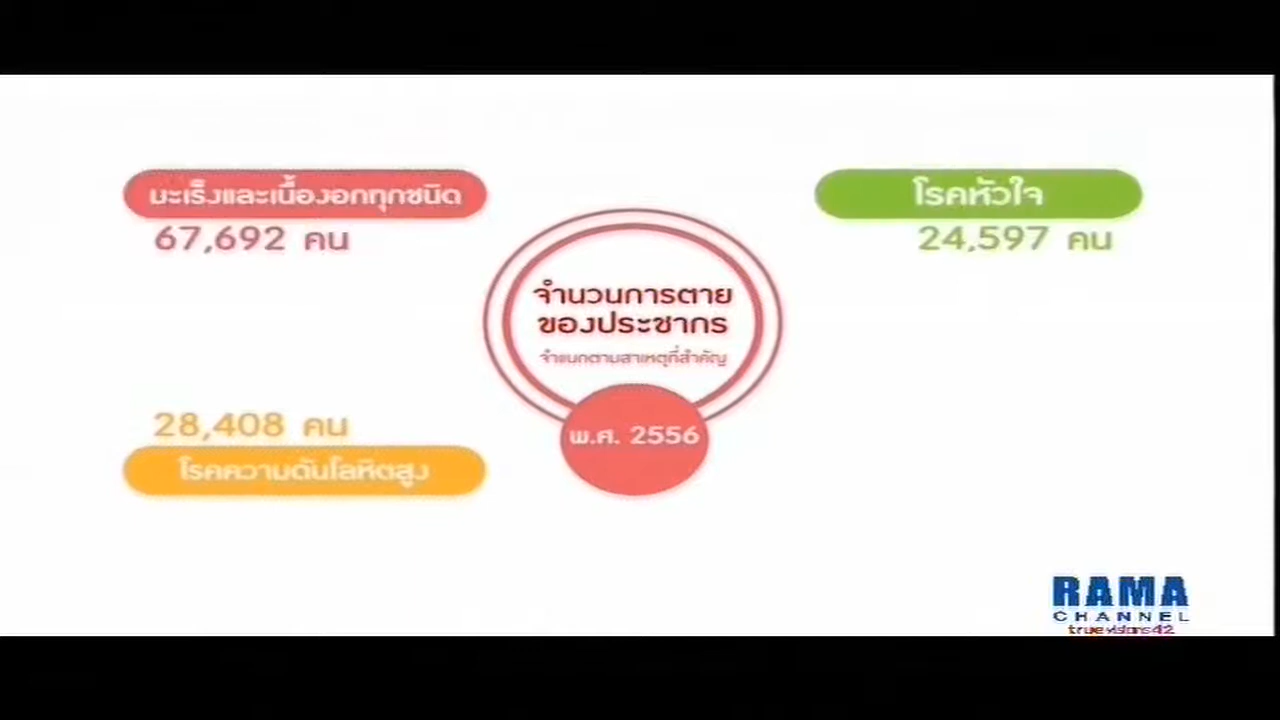 มะเร็งและเนื้องอกทุกชนิด
67,692 คน
โรคหัวใจ
24,597 คน
จำนวนการตาย
ของประชากร
จำแนกตามสาเหตุที่สำคัญ
พ.ศ. 2556
28,408 คน
โรคความดันโลหิตสูง
RAMA
CHANNEL
truevisions42